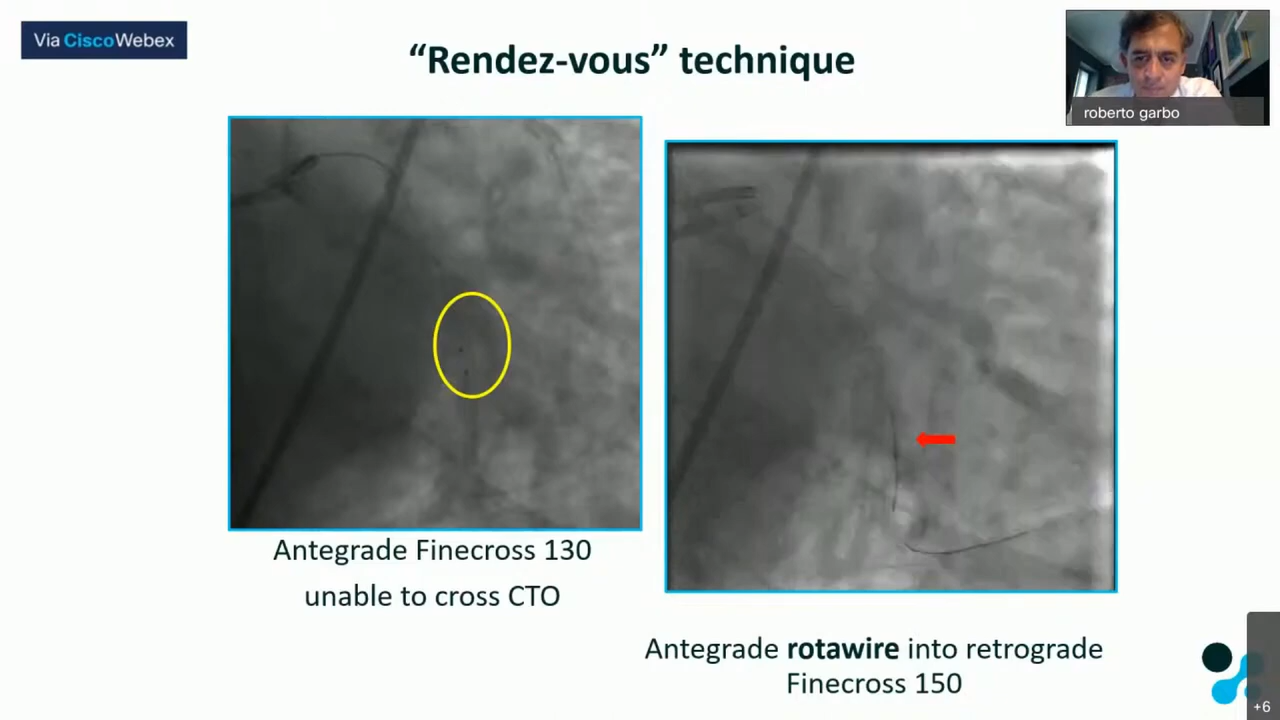 Via CiscoWebex
“Rendez-vous” technique
roberto garbo
Antegrade Finecross 130
unable to cross CTO
Antegrade rotawire into retrograde
Finecross 150
+6